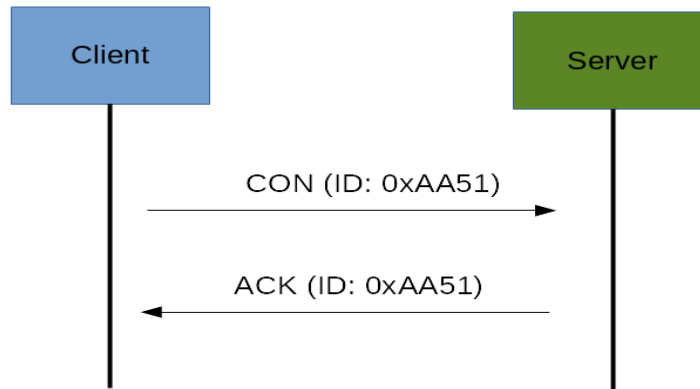 Client
Server
CON (ID: 0xAA51)
ACK (ID: 0xAA51)